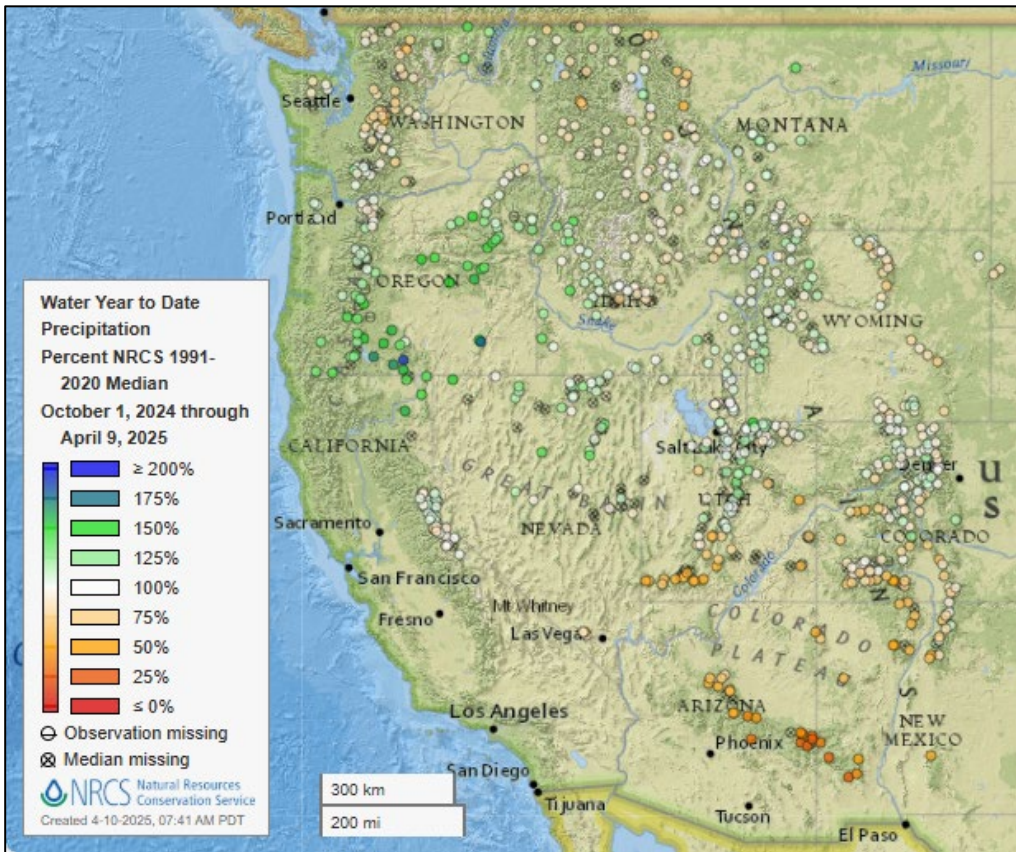 Missouri
Columbia
Seattle
WASHINGTON
MONTANA
Portland
OREGON
Snake
WYOMING
Water Year to Date
Precipitation
Percent NRCS 1991-
2020 Median
October 1, 2024 through
April 9, 2025
≥ 200%
175%
150%
125%
100%
75%
50%
25%
≤ 0%
Observation missing
Median missing
NRCS Natural Resources
Conservation Service
Created 4-10-2025, 07:41 AM PDT
CALIFORNIA
Salt Lake City
Denver
U
S
GREAT BASIN
UTAH
NEVADA
COLORADO
Sacramento
San Francisco
Colorado
Mt Whitney
Fresno
Las Vegas
COLORADO
PLATEAU
ARIZONA
Los Angeles
NEW
MEXICO
Phoenix
San Diego
300 km
200 mi
Tijuana
Tucson
El Paso